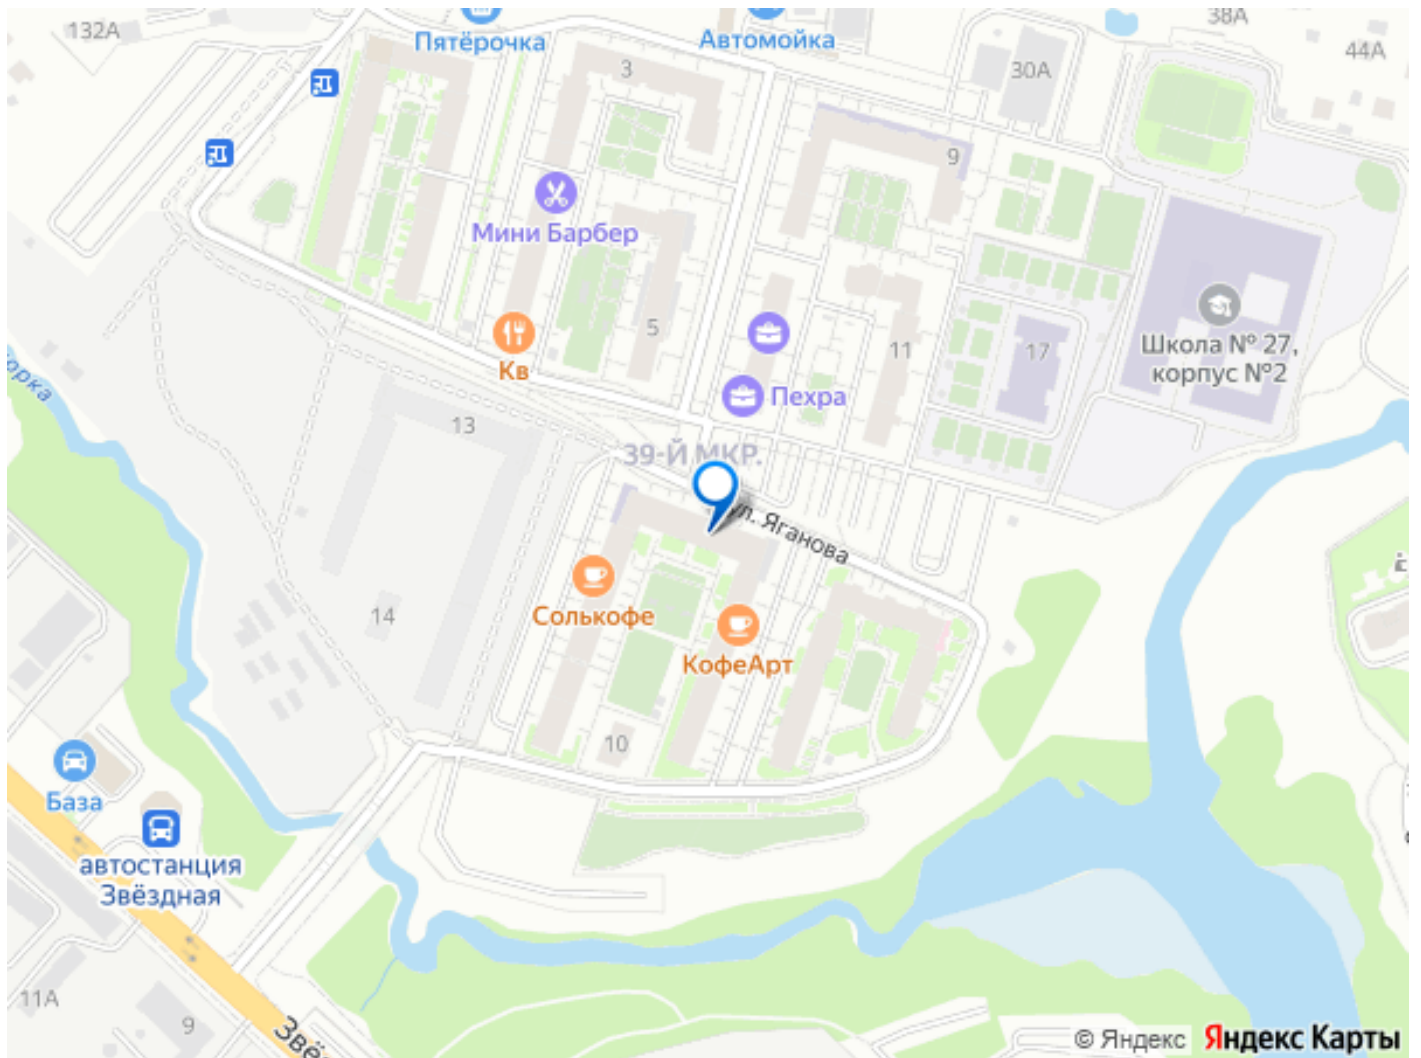 132А
Пятёрочка
Автомойка
38А
44А
3
30А
9
Мини Барбер
5
Кв
11
17
Школа № 27,
корпус №2
Пехра
13
39-Й МКР.
ул. Яганова
Солькофе
14
КофеАрт
10
База
автостанция
Звёздная
11А
9
© Яндекс Яндекс Карты